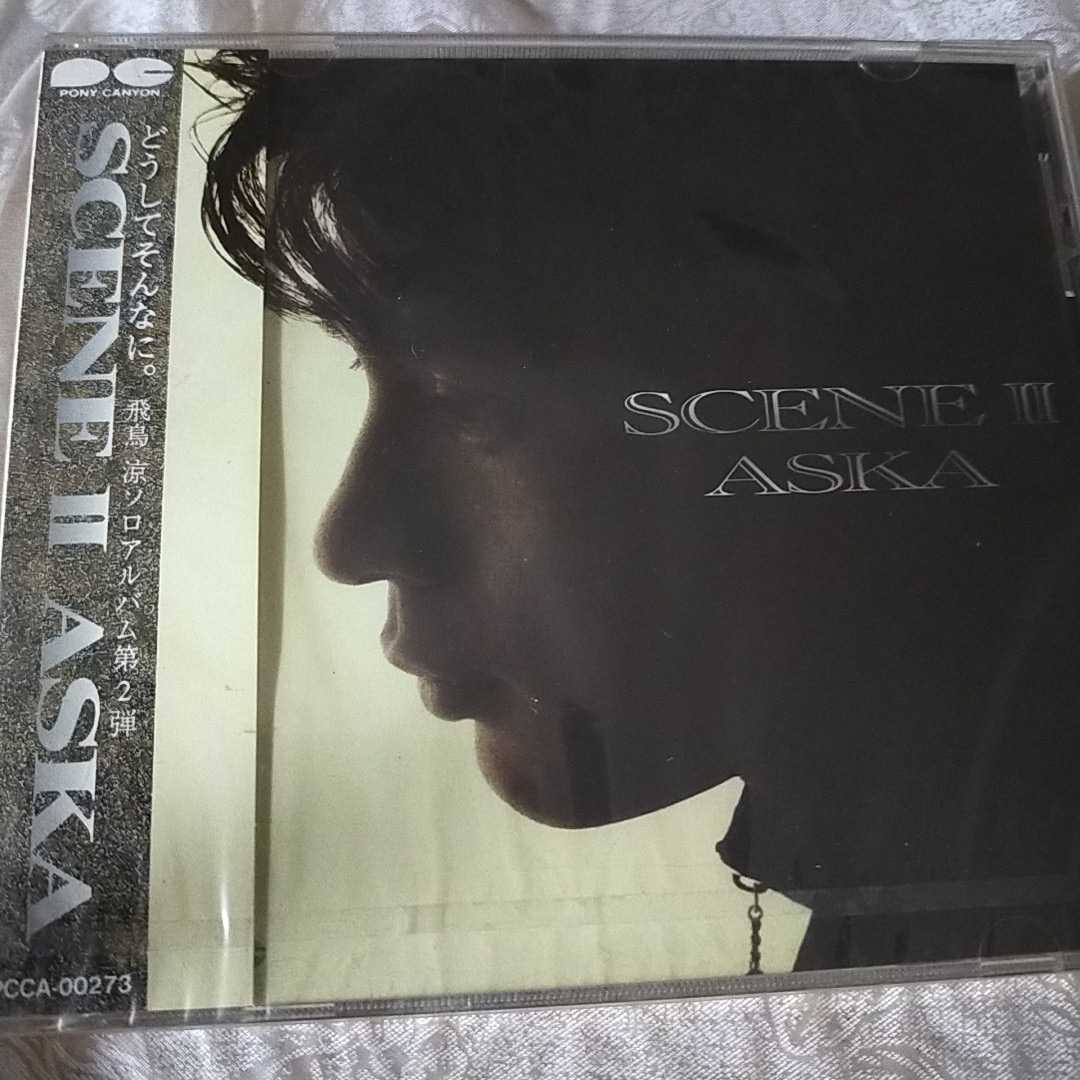 PONY CANYON
どうしてそんなに。 飛鳥 涼ソロアルバム第2弾
SCENE II ASKA
PCCA-00273
SCENE II
ASKA